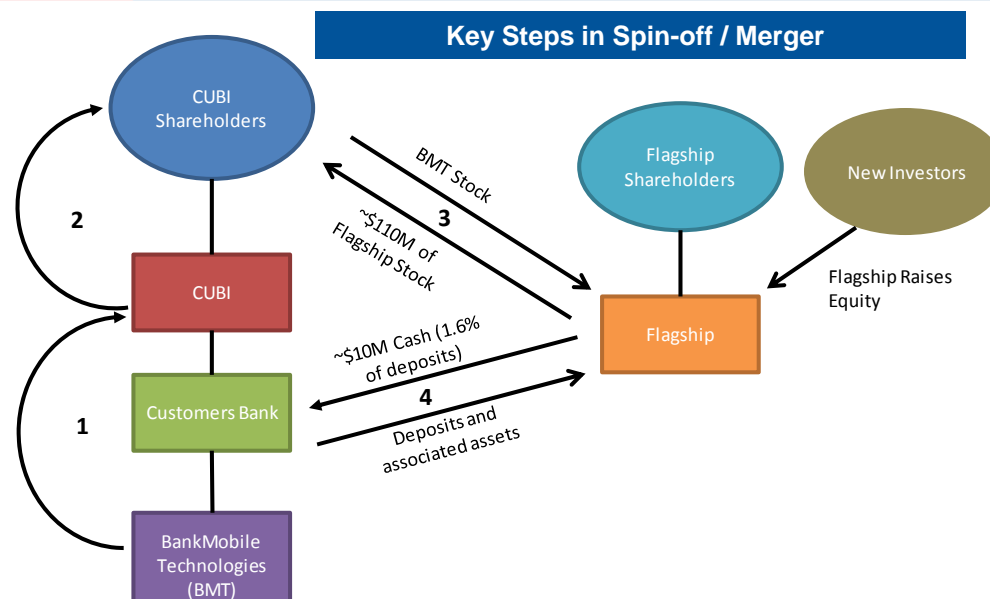 Key Steps in Spin-off / Merger
CUBI
Shareholders
2
CUBI
Customers Bank
1
BankMobile
Technologies
(BMT)
BMT Stock
3
~$110M of
Flagship Stock
~$10M Cash (1.6%
of deposits)
4
Deposits and
associated assets
Flagship
Shareholders
New Investors
Flagship Raises
Equity
Flagship